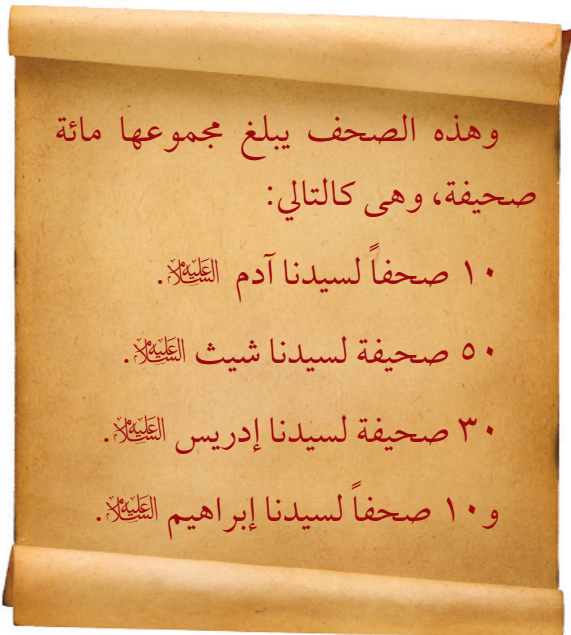 وهذه الصحف يبلغ مجموعها مائة
صحيفة، وهى كالتالي:
١٠ صحفاً لسيدنا آدم عليه السلام.
٥٠ صحيفة لسيدنا شيث عليه السلام.
٣٠ صحيفة لسيدنا إدريس عليه السلام.
و١٠ صحفاً لسيدنا إبراهيم عليه السلام.